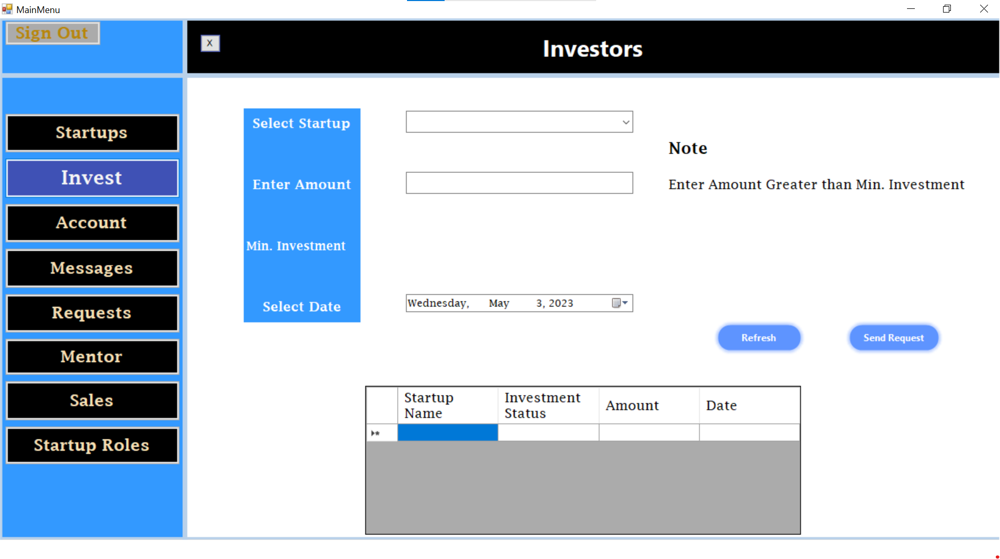 MainMenu
Sign Out
X
Investors
Startups
Invest
Account
Messages
Requests
Mentor
Sales
Startup Roles
Select Startup
Note
Enter Amount
Enter Amount Greater than Min. Investment
Min. Investment
Select Date
Wednesday, May 3, 2023
Refresh
Send Request
Startup Name
Investment Status
Amount
Date